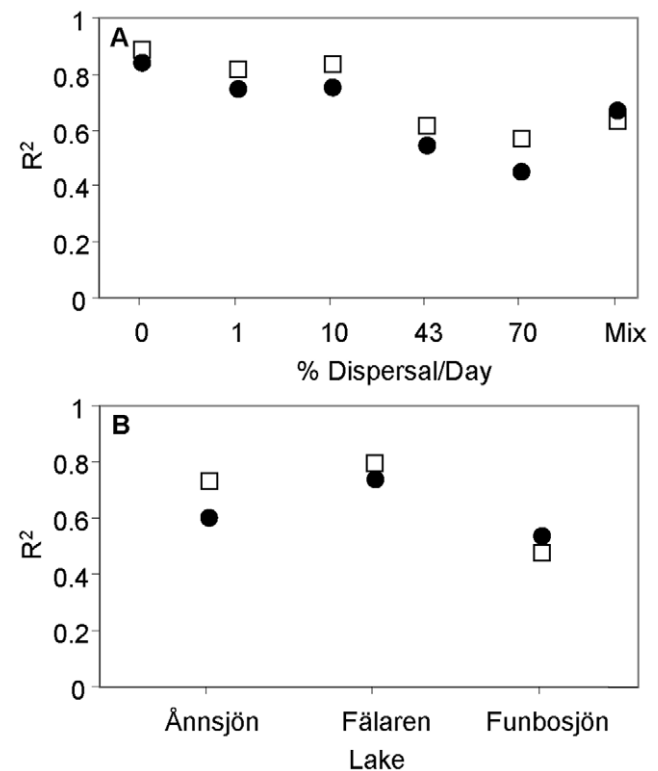 A
1
0.8
0.6
0.4
0.2
0
R²
0 1 10 43 70 Mix
% Dispersal/Day
B
1
0.8
0.6
0.4
0.2
0
R²
Ånnsjön Fälaren Funbosjön
Lake